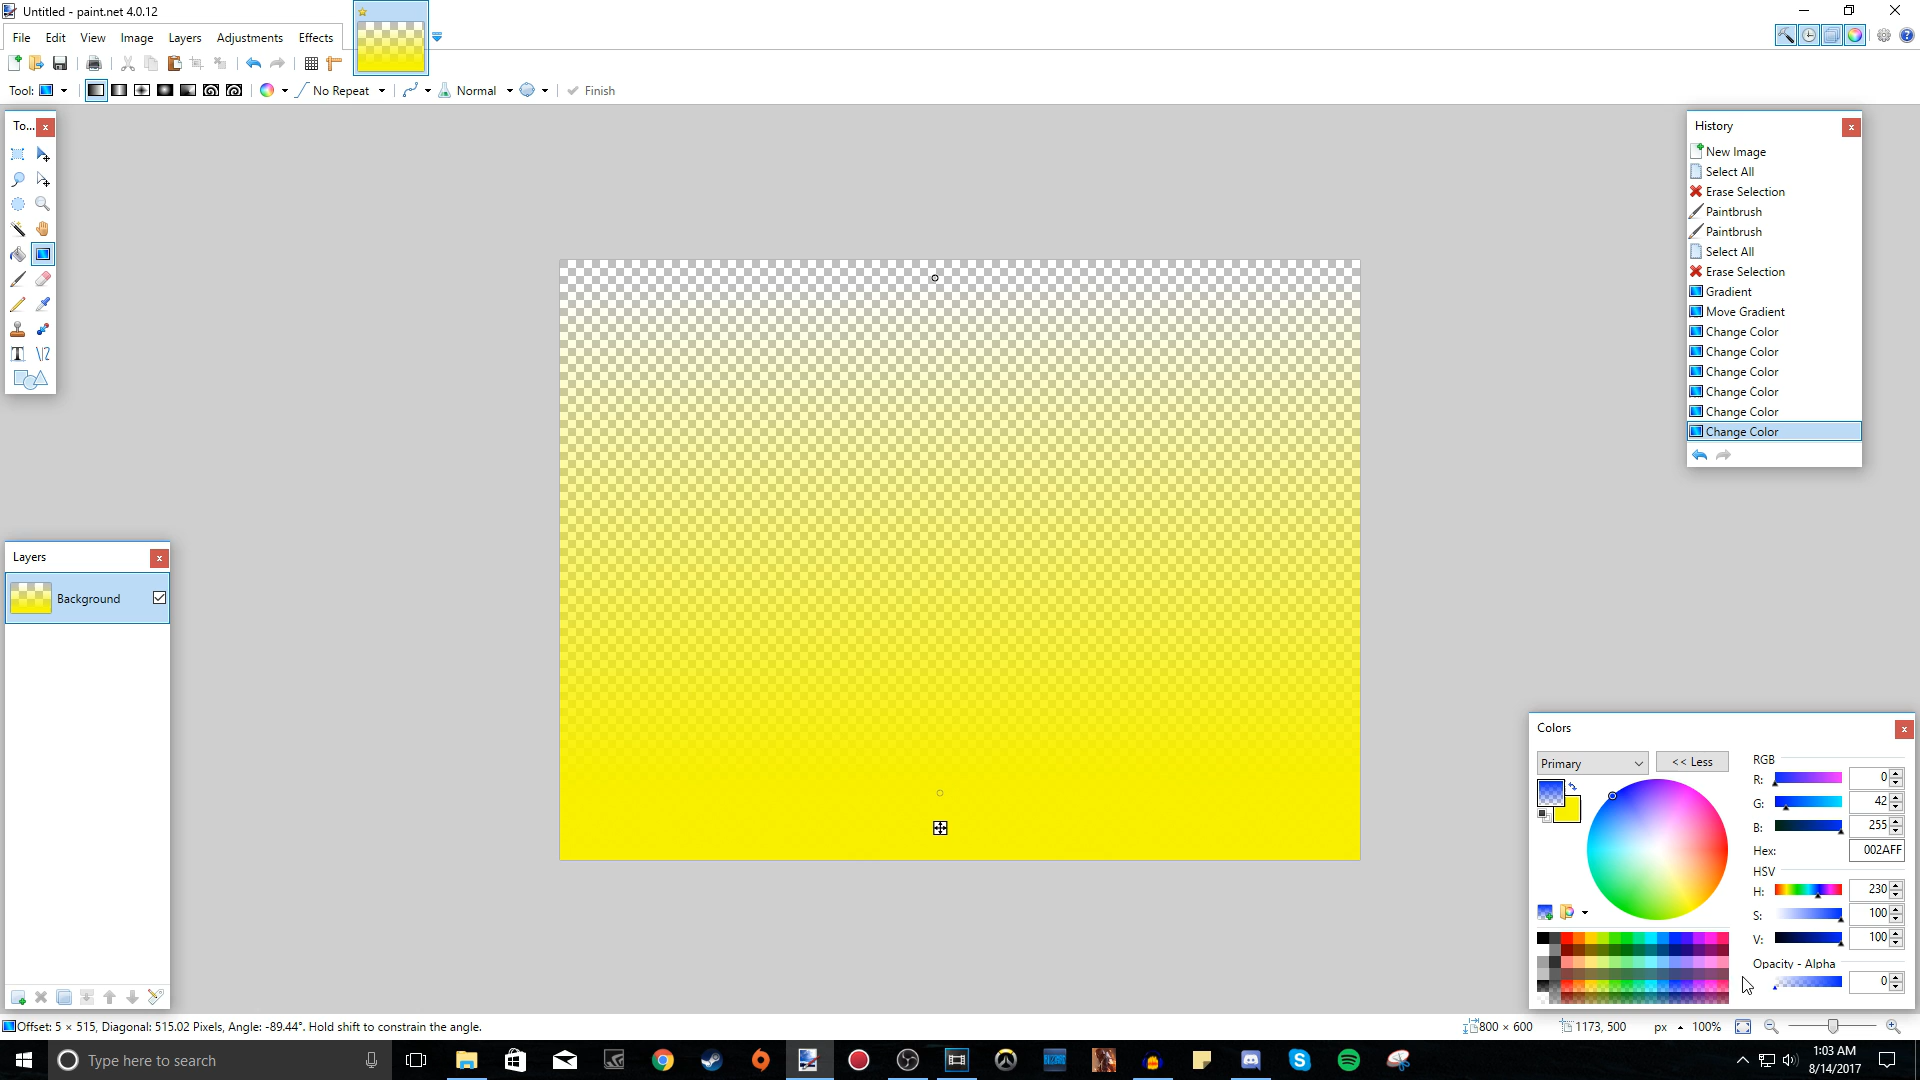 Untitled - paint.net 4.0.12
File Edit View Image Layers Adjustments Effects
Tool: No Repeat Normal Finish
To...
History
New Image
Select All
Erase Selection
Paintbrush
Paintbrush
Select All
Erase Selection
Gradient
Move Gradient
Change Color
Change Color
Change Color
Change Color
Change Color
Change Color
Layers
Background
Colors
Primary << Less
RGB
R: 0
G: 42
B: 255
Hex: 002AFF
HSV
H: 230
S: 100
V: 100
Opacity - Alpha
0
Offset: 5 × 515, Diagonal: 515.02 Pixels, Angle: -89.44°. Hold shift to constrain the angle.
800 × 600 1173, 500 px 100%
Type here to search
1:03 AM
8/14/2017